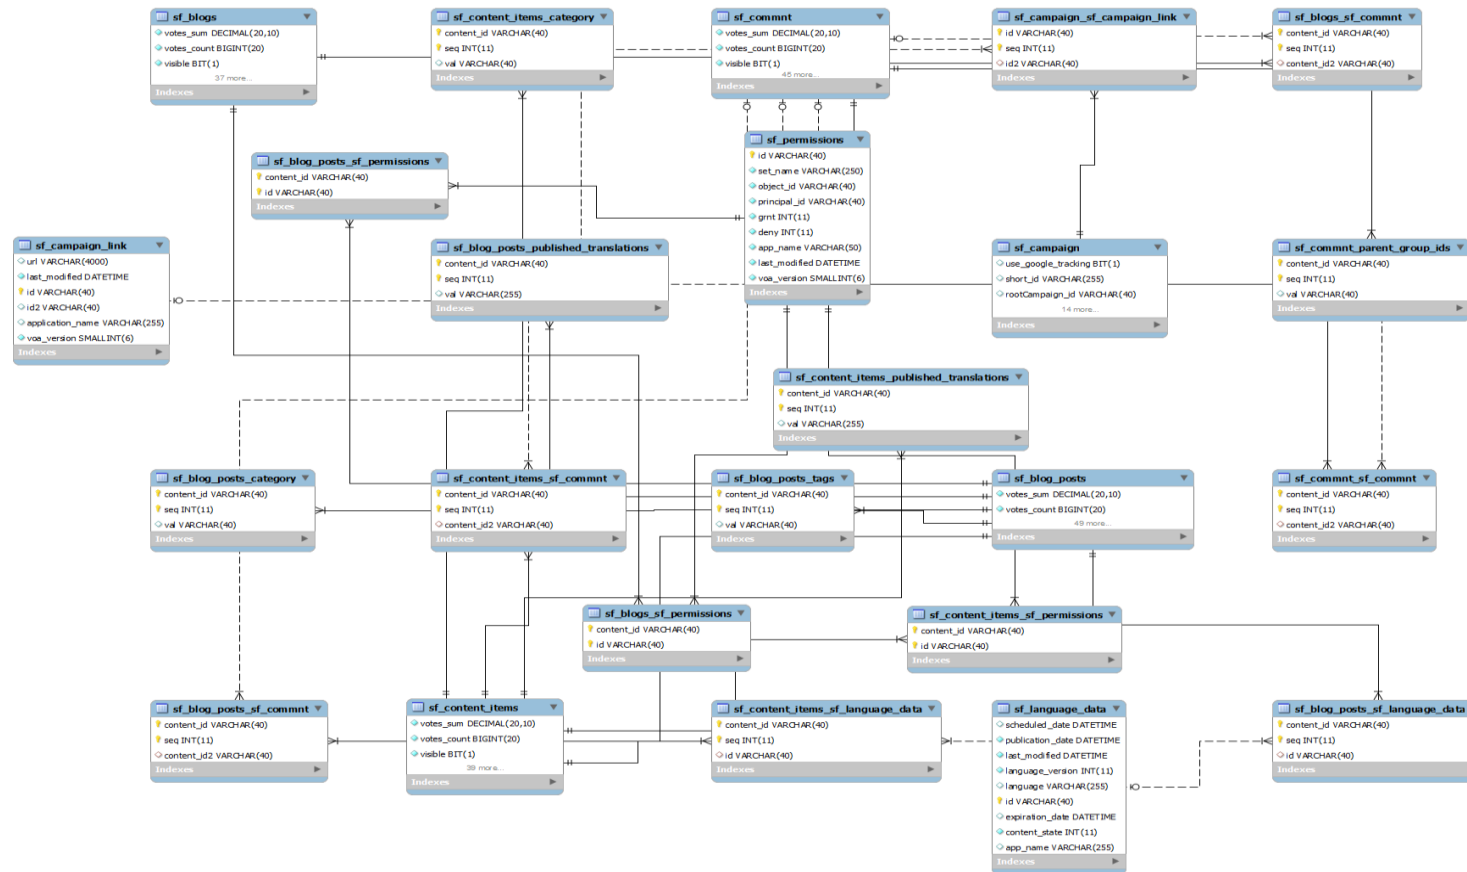 sf_blogs
votes_sum DECIMAL(20,10)
votes_count BIGINT(20)
visible BIT(1)
37 more...
Indexes
sf_content_items_category
content_id VARCHAR(40)
seq INT(11)
val VARCHAR(40)
Indexes
sf_commnt
votes_sum DECIMAL(20,10)
votes_count BIGINT(20)
visible BIT(1)
45 more...
Indexes
sf_campaign_sf_campaign_link
id VARCHAR(40)
seq INT(11)
id2 VARCHAR(40)
Indexes
sf_blogs_sf_commnt
content_id VARCHAR(40)
seq INT(11)
content_id2 VARCHAR(40)
Indexes
sf_blog_posts_sf_permissions
content_id VARCHAR(40)
id VARCHAR(40)
Indexes
sf_permissions
id VARCHAR(40)
set_name VARCHAR(250)
object_id VARCHAR(40)
principal_id VARCHAR(40)
grnt INT(11)
deny INT(11)
app_name VARCHAR(50)
last_modified DATETIME
voa_version SMALLINT(6)
Indexes
sf_campaign_link
url VARCHAR(4000)
last_modified DATETIME
id VARCHAR(40)
id2 VARCHAR(40)
application_name VARCHAR(255)
voa_version SMALLINT(6)
Indexes
sf_blog_posts_published_translations
content_id VARCHAR(40)
seq INT(11)
val VARCHAR(255)
Indexes
sf_campaign
use_google_tracking BIT(1)
short_id VARCHAR(255)
rootCampaign_id VARCHAR(40)
14 more...
Indexes
sf_commnt_parent_group_ids
content_id VARCHAR(40)
seq INT(11)
val VARCHAR(40)
Indexes
sf_content_items_published_translations
content_id VARCHAR(40)
seq INT(11)
val VARCHAR(255)
Indexes
sf_blog_posts_category
content_id VARCHAR(40)
seq INT(11)
val VARCHAR(40)
Indexes
sf_content_items_sf_commnt
content_id VARCHAR(40)
seq INT(11)
content_id2 VARCHAR(40)
Indexes
sf_blog_posts_tags
content_id VARCHAR(40)
seq INT(11)
val VARCHAR(40)
Indexes
sf_blog_posts
votes_sum DECIMAL(20,10)
votes_count BIGINT(20)
49 more...
Indexes
sf_commnt_sf_commnt
content_id VARCHAR(40)
seq INT(11)
content_id2 VARCHAR(40)
Indexes
sf_blogs_sf_permissions
content_id VARCHAR(40)
id VARCHAR(40)
Indexes
sf_content_items_sf_permissions
content_id VARCHAR(40)
id VARCHAR(40)
Indexes
sf_blog_posts_sf_commnt
content_id VARCHAR(40)
seq INT(11)
content_id2 VARCHAR(40)
Indexes
sf_content_items
votes_sum DECIMAL(20,10)
votes_count BIGINT(20)
visible BIT(1)
39 more...
Indexes
sf_content_items_sf_language_data
content_id VARCHAR(40)
seq INT(11)
id VARCHAR(40)
Indexes
sf_language_data
scheduled_date DATETIME
publication_date DATETIME
last_modified DATETIME
language_version INT(11)
language VARCHAR(255)
id VARCHAR(40)
expiration_date DATETIME
content_state INT(11)
app_name VARCHAR(255)
Indexes
sf_blog_posts_sf_language_data
content_id VARCHAR(40)
seq INT(11)
id VARCHAR(40)
Indexes